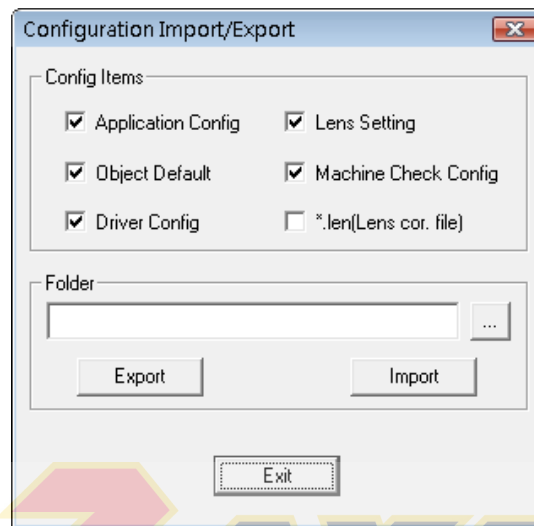 Configuration Import/Export
Config Items
Application Config
Lens Setting
Object Default
Machine Check Config
Driver Config
*.len(Lens cor. file)
Folder
...
Export
Import
Exit